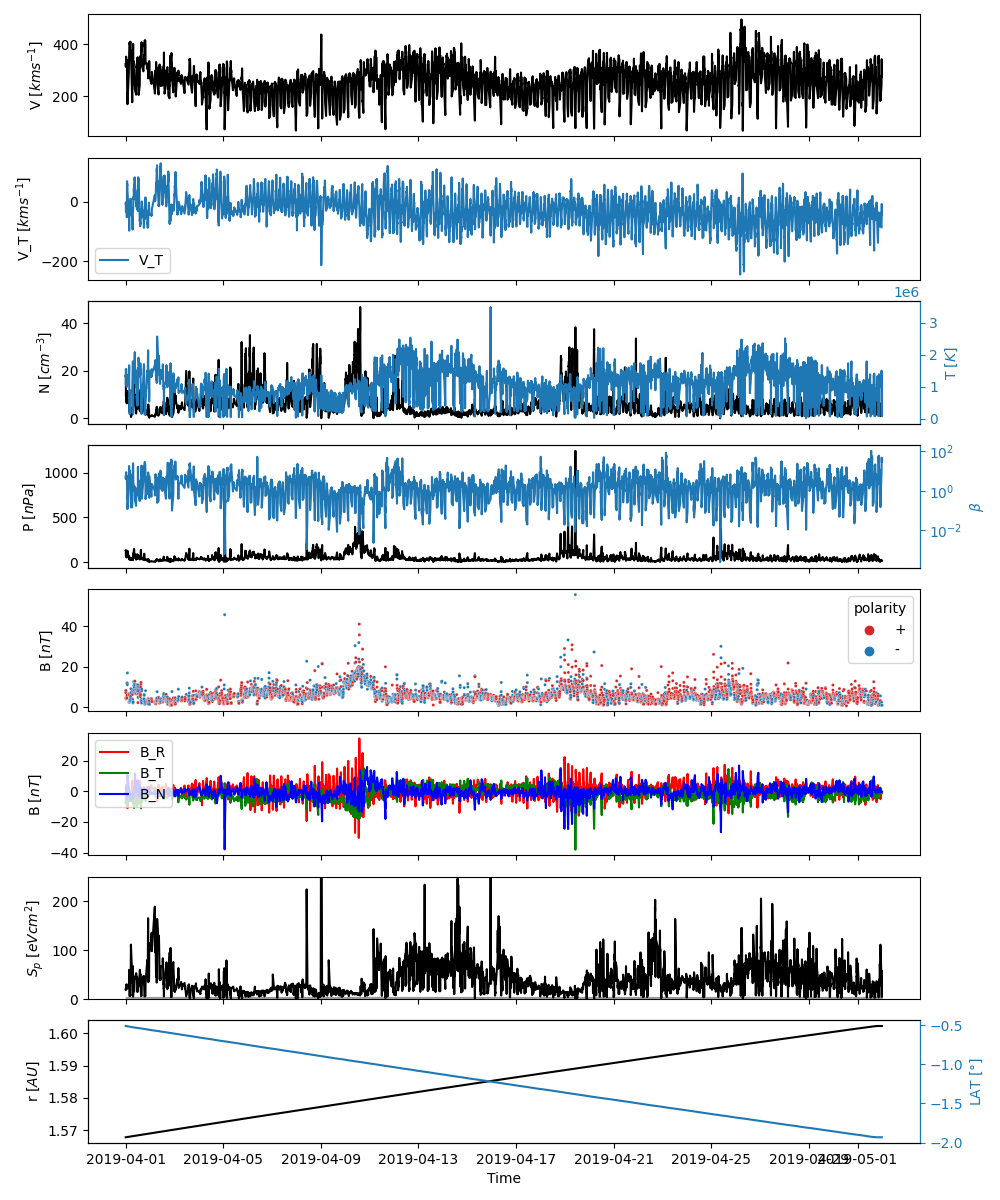 400
200
V [kms⁻¹]
0
−200
V_T [kms⁻¹]
V_T
1e6
40
20
0
N [cm⁻³]
3
2
1
0
T [K]
1000
500
0
P [nPa]
10²
10⁰
10⁻²
β
40
20
0
B [nT]
polarity
+
-
20
0
−20
−40
B [nT]
B_R
B_T
B_N
200
100
0
Sₚ [eVcm²]
1.60
1.59
1.58
1.57
r [AU]
−0.5
−1.0
−1.5
−2.0
LAT [°]
2019-04-01 2019-04-05 2019-04-09 2019-04-13 2019-04-17 2019-04-21 2019-04-25 2019-04-29 2019-05-01
Time